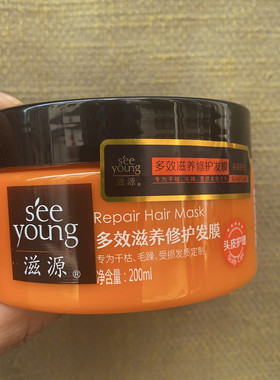 see
young
滋源®
多效滋养修护发膜
see
young
滋源®
Repair Hair Mask
多效滋养修护发膜
专为干枯、毛躁、受损发质定制
净含量：200ml
头皮护理